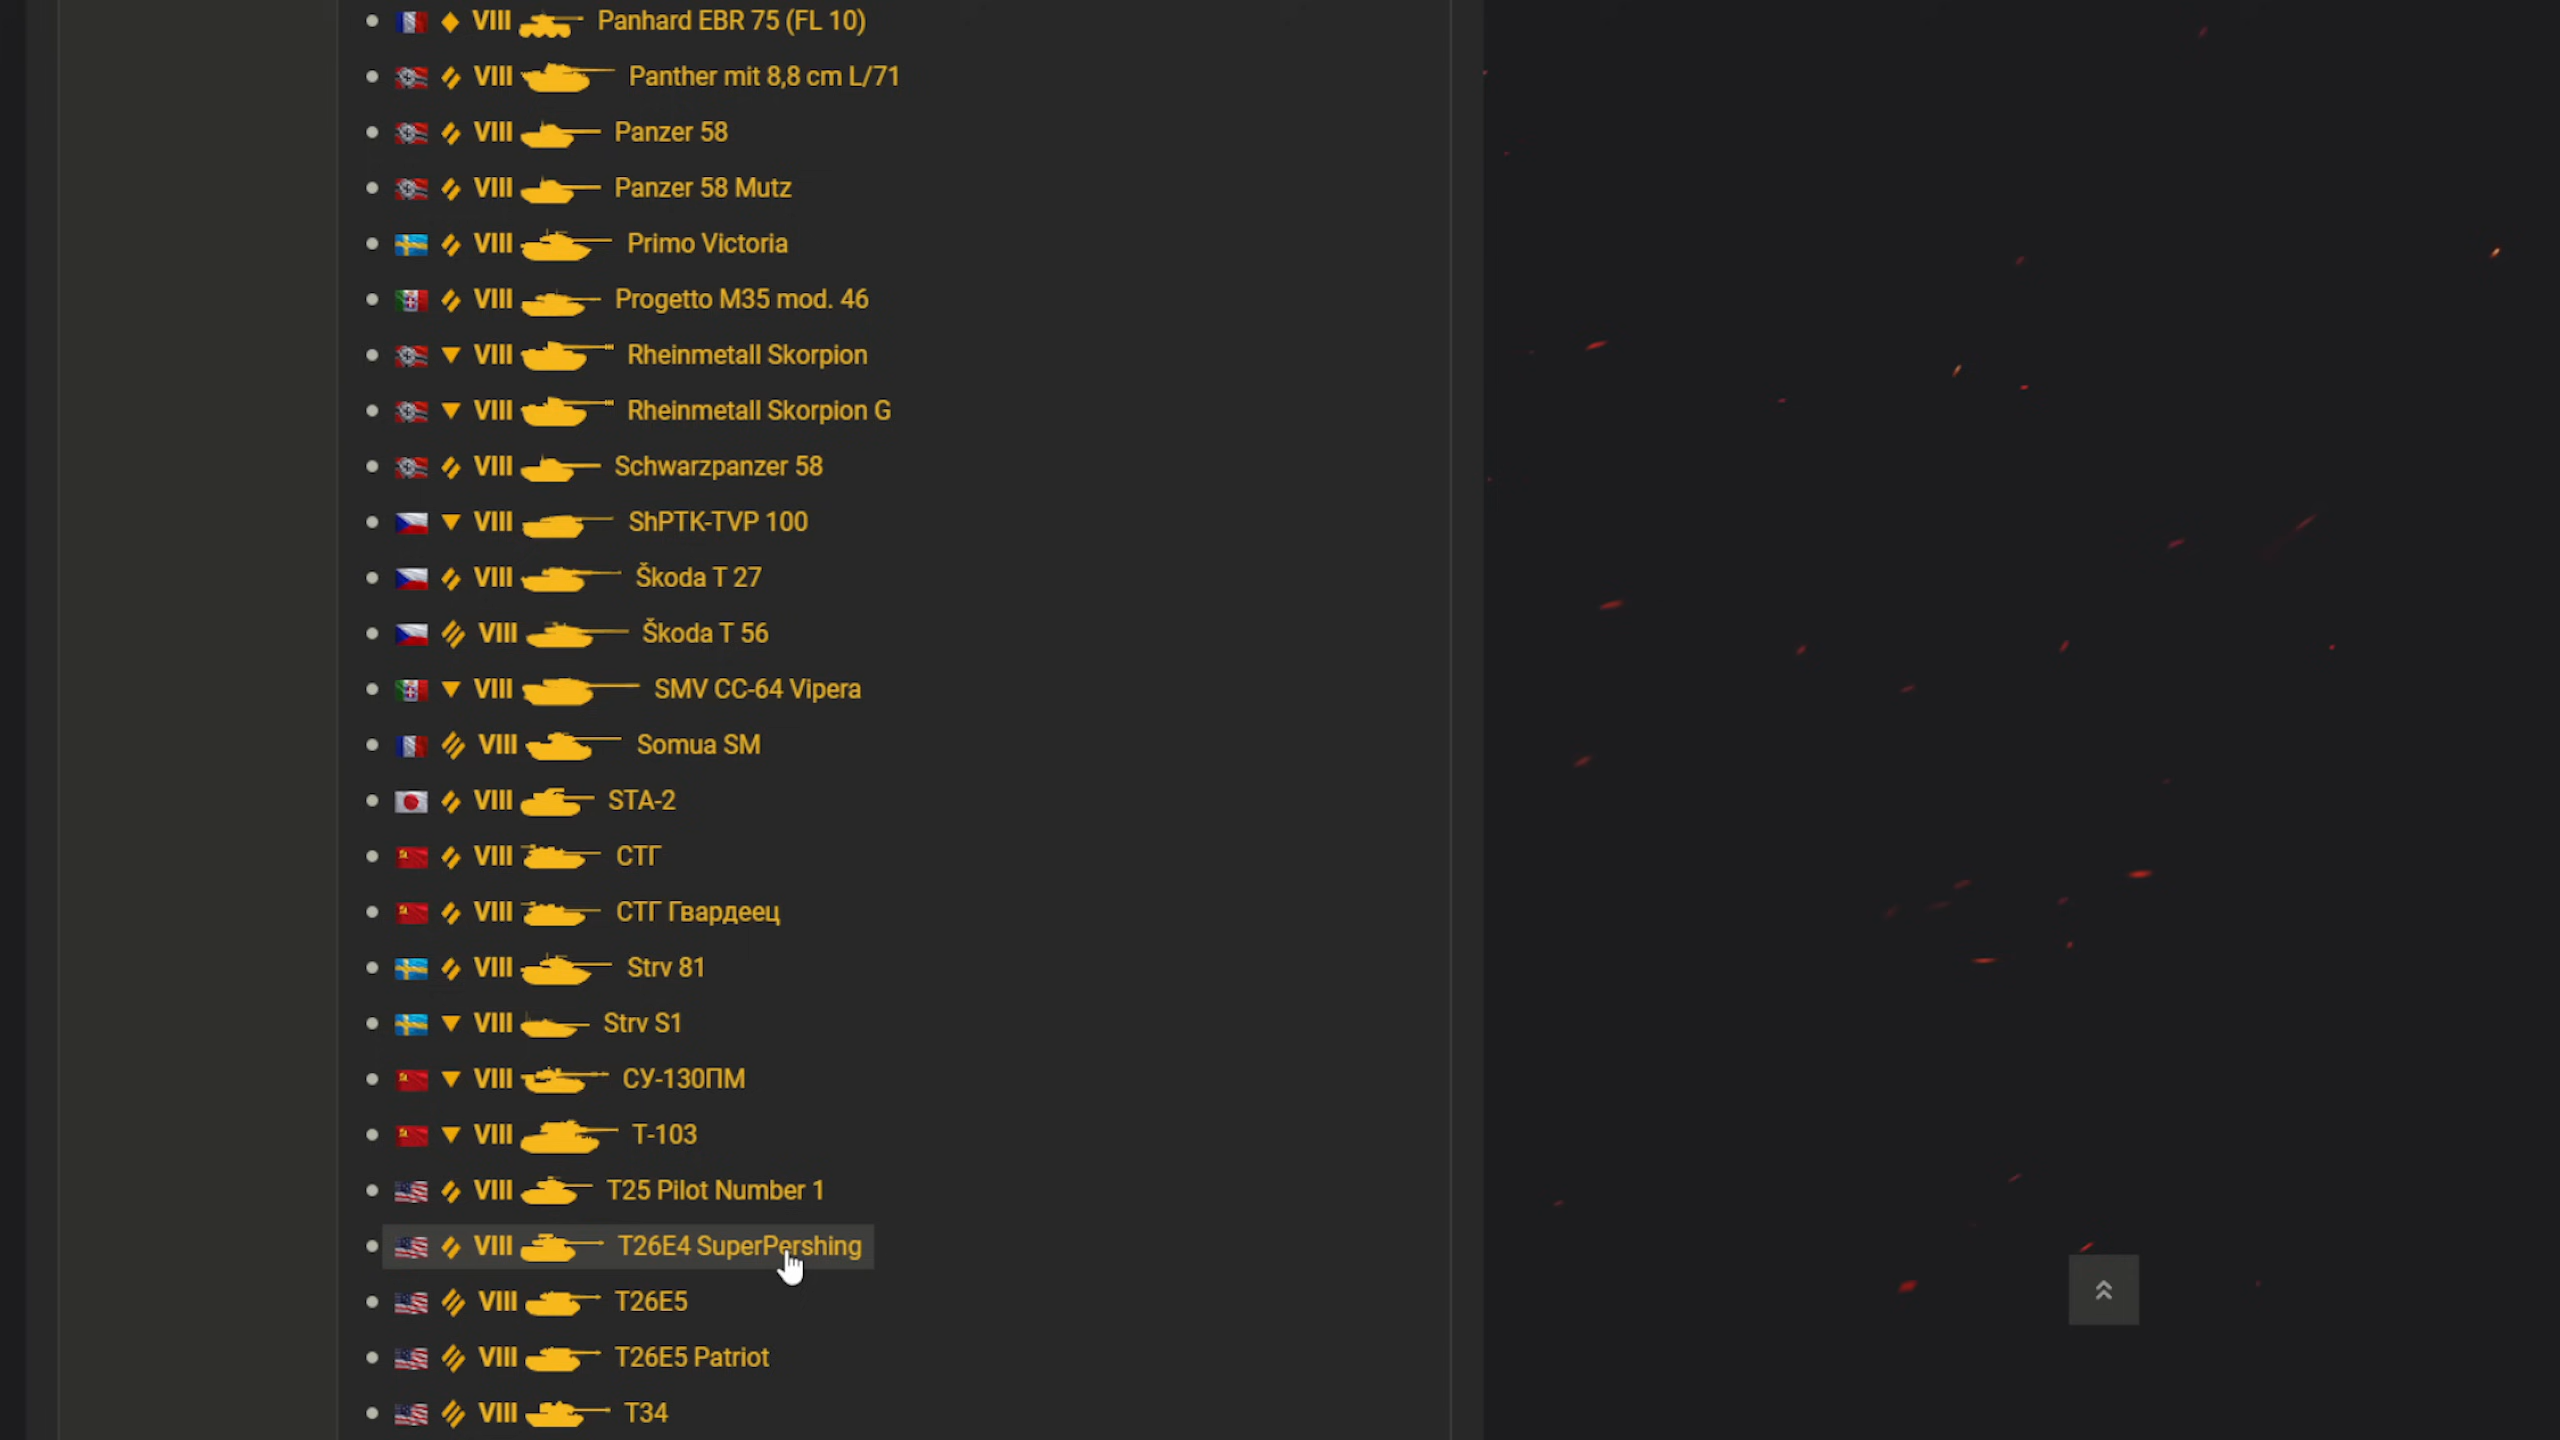 VIII Panhard EBR 75 (FL 10)
VIII Panther mit 8,8 cm L/71
VIII Panzer 58
VIII Panzer 58 Mutz
VIII Primo Victoria
VIII Progetto M35 mod. 46
VIII Rheinmetall Skorpion
VIII Rheinmetall Skorpion G
VIII Schwarzpanzer 58
VIII ShPTK-TVP 100
VIII Škoda T 27
VIII Škoda T 56
VIII SMV CC-64 Vipera
VIII Somua SM
VIII STA-2
VIII СТГ
VIII СТГ Гвардеец
VIII Strv 81
VIII Strv S1
VIII СУ-130ПМ
VIII Т-103
VIII T25 Pilot Number 1
VIII T26E4 SuperPershing
VIII T26E5
VIII T26E5 Patriot
VIII T34